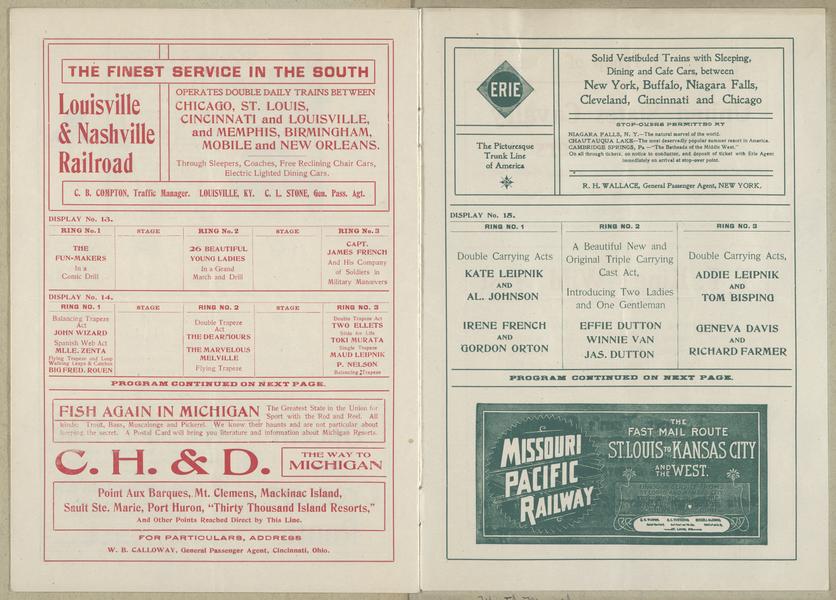 THE FINEST SERVICE IN THE SOUTH
Louisville
& Nashville
Railroad
OPERATES DOUBLE DAILY TRAINS BETWEEN
CHICAGO, ST. LOUIS,
CINCINNATI and LOUISVILLE,
and MEMPHIS, BIRMINGHAM,
MOBILE and NEW ORLEANS.
Through Sleepers, Coaches, Free Reclining Chair Cars,
Electric Lighted Dining Cars.
C. B. COMPTON, Traffic Manager. LOUISVILLE, KY. C. L. STONE, Gen. Pass. Agt.
DISPLAY No. 13.
RING No. 1
STAGE
RING No. 2
STAGE
RING No. 3
THE
FUN-MAKERS
In a
Comic Drill
26 BEAUTIFUL
YOUNG LADIES
In a Grand
March and Drill
CAPT.
JAMES FRENCH
And His Company
of Soldiers in
Military Manœuvers
DISPLAY No. 14.
RING No. 1
STAGE
RING No. 2
STAGE
RING No. 3
Balancing Trapeze
Act
JOHN WIZARD
Spanish Web Act
MLLE. ZENTA
Flying Trapeze and Loop
Walking Leaps & Catches
BIG FRED. ROUEN
Double Trapeze
Act
THE DEARMOURS
THE MARVELOUS
MELVILLE
Flying Trapeze
Double Trapeze Act
TWO ELLETS
Slide for Life
TOKI MURATA
Single Trapeze
MAUD LEIPNIK
P. NELSON
Balancing Trapeze
PROGRAM CONTINUED ON NEXT PAGE.
FISH AGAIN IN MICHIGAN The Greatest State in the Union for
Sport with the Rod and Reel. All
kinds: Trout, Bass, Muscalonge and Pickerel. We know their haunts and are not particular about
keeping the secret. A Postal Card will bring you literature and information about Michigan Resorts.
C. H. & D.
THE WAY TO
MICHIGAN
Point Aux Barques, Mt. Clemens, Mackinac Island,
Sault Ste. Marie, Port Huron, "Thirty Thousand Island Resorts,"
And Other Points Reached Direct by This Line.
FOR PARTICULARS, ADDRESS
W. B. CALLOWAY, General Passenger Agent, Cincinnati, Ohio.
ERIE
The Picturesque
Trunk Line
of America
Solid Vestibuled Trains with Sleeping,
Dining and Cafe Cars, between
New York, Buffalo, Niagara Falls,
Cleveland, Cincinnati and Chicago
STOP-OVERS PERMITTED AT
NIAGARA FALLS, N. Y.—The natural marvel of the world.
CHAUTAUQUA LAKE—The most deservedly popular summer resort in America.
CAMBRIDGE SPRINGS, Pa.—"The Bethesda of the Middle West."
On all through tickets, on notice to conductor, and deposit of ticket with Erie Agent
immediately on arrival at stop-over point.
R. H. WALLACE, General Passenger Agent, NEW YORK.
DISPLAY No. 15.
RING No. 1
RING No. 2
RING No. 3
Double Carrying Acts
KATE LEIPNIK
AND
AL. JOHNSON
IRENE FRENCH
AND
GORDON ORTON
A Beautiful New and
Original Triple Carrying
Cast Act,
Introducing Two Ladies
and One Gentleman
EFFIE DUTTON
WINNIE VAN
JAS. DUTTON
Double Carrying Acts,
ADDIE LEIPNIK
AND
TOM BISPING
GENEVA DAVIS
AND
RICHARD FARMER
PROGRAM CONTINUED ON NEXT PAGE.
MISSOURI
PACIFIC
RAILWAY
THE
FAST MAIL ROUTE
ST. LOUIS TO KANSAS CITY
AND THE WEST.